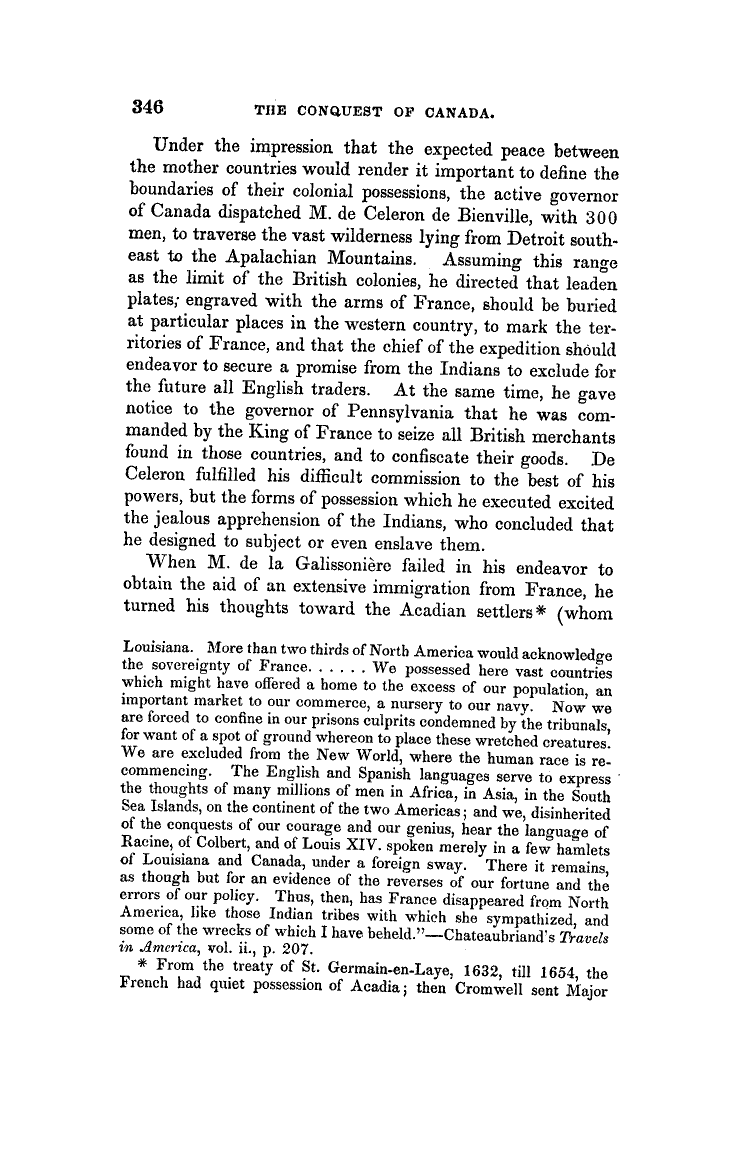 346 THE CONQUEST OF CANADA.
Under the impression that the expected peace between
the mother countries would render it important to define the
boundaries of their colonial possessions, the active governor
of Canada dispatched M. de Celeron de Bienville, with 300
men, to traverse the vast wilderness lying from Detroit south-
east to the Apalachian Mountains. Assuming this range
as the limit of the British colonies, he directed that leaden
plates, engraved with the arms of France, should be buried
at particular places in the western country, to mark the ter-
ritories of France, and that the chief of the expedition should
endeavor to secure a promise from the Indians to exclude for
the future all English traders. At the same time, he gave
notice to the governor of Pennsylvania that he was com-
manded by the King of France to seize all British merchants
found in those countries, and to confiscate their goods. De
Celeron fulfilled his difficult commission to the best of his
powers, but the forms of possession which he executed excited
the jealous apprehension of the Indians, who concluded that
he designed to subject or even enslave them.
When M. de la Galissonière failed in his endeavor to
obtain the aid of an extensive immigration from France, he
turned his thoughts toward the Acadian settlers* (whom
Louisiana. More than two thirds of North America would acknowledge
the sovereignty of France. . . . . . We possessed here vast countries
which might have offered a home to the excess of our population, an
important market to our commerce, a nursery to our navy. Now we
are forced to confine in our prisons culprits condemned by the tribunals,
for want of a spot of ground whereon to place these wretched creatures.
We are excluded from the New World, where the human race is re-
commencing. The English and Spanish languages serve to express
the thoughts of many millions of men in Africa, in Asia, in the South
Sea Islands, on the continent of the two Americas; and we, disinherited
of the conquests of our courage and our genius, hear the language of
Racine, of Colbert, and of Louis XIV. spoken merely in a few hamlets
of Louisiana and Canada, under a foreign sway. There it remains,
as though but for an evidence of the reverses of our fortune and the
errors of our policy. Thus, then, has France disappeared from North
America, like those Indian tribes with which she sympathized, and
some of the wrecks of which I have beheld."—Chateaubriand's Travels
in America, vol. ii., p. 207.
* From the treaty of St. Germain-en-Laye, 1632, till 1654, the
French had quiet possession of Acadia; then Cromwell sent Major